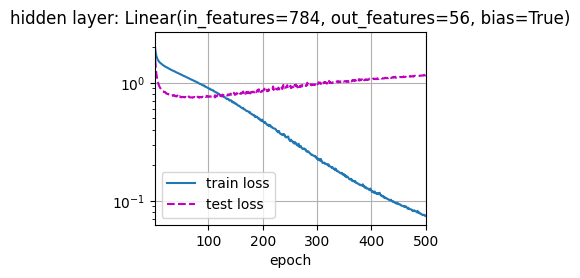 hidden layer: Linear(in_features=784, out_features=56, bias=True)
10⁰
10⁻¹
train loss
test loss
100 200 300 400 500
epoch